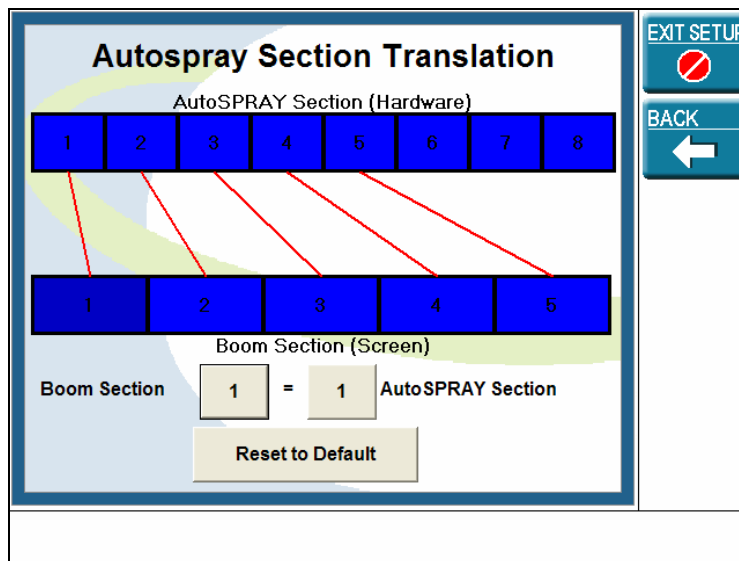 Autospray Section Translation
AutoSPRAY Section (Hardware)
1 2 3 4 5 6 7 8
1 2 3 4 5
Boom Section (Screen)
Boom Section 1 = 1 AutoSPRAY Section
Reset to Default
EXIT SETUP
BACK